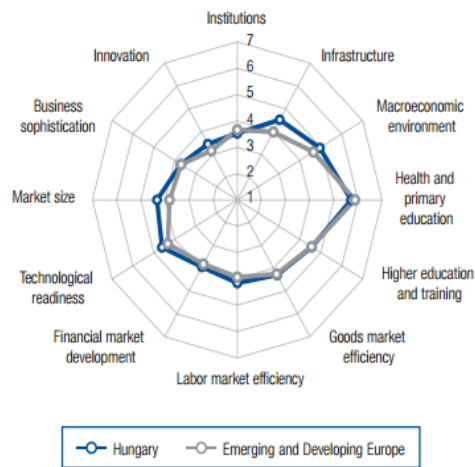 Institutions
Innovation
Infrastructure
Business
sophistication
Macroeconomic
environment
Market size
Health and
primary
education
Technological
readiness
Higher education
and training
Financial market
development
Goods market
efficiency
Labor market efficiency
7
6
5
4
3
2
1
Hungary
Emerging and Developing Europe